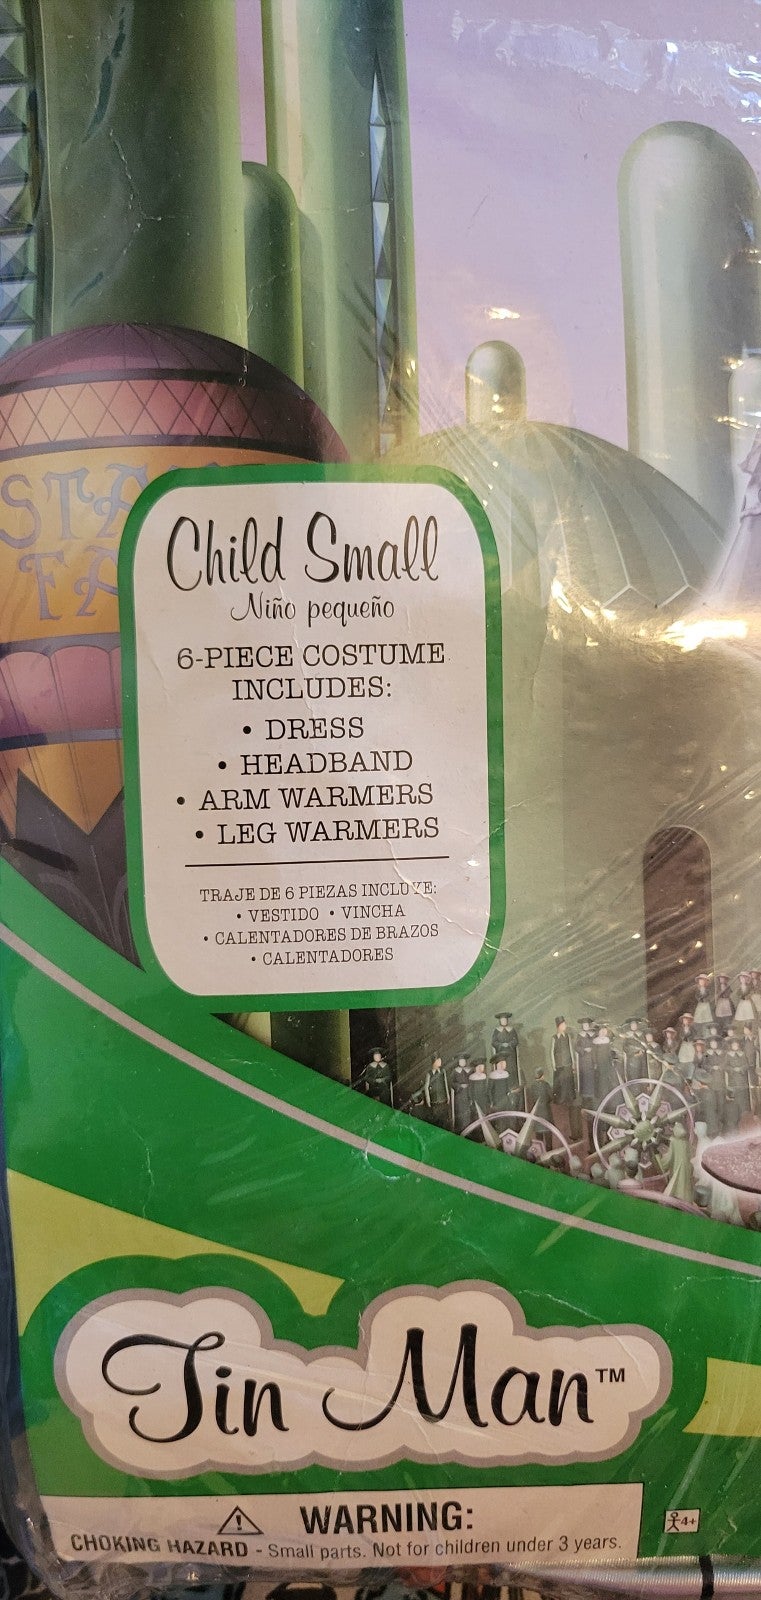 STA
FA
Child Small
Niño pequeño
6-PIECE COSTUME
INCLUDES:
• DRESS
• HEADBAND
• ARM WARMERS
• LEG WARMERS
TRAJE DE 6 PIEZAS INCLUYE:
• VESTIDO • VINCHA
• CALENTADORES DE BRAZOS
• CALENTADORES
Tin Man™
WARNING:
CHOKING HAZARD - Small parts. Not for children under 3 years.
4+